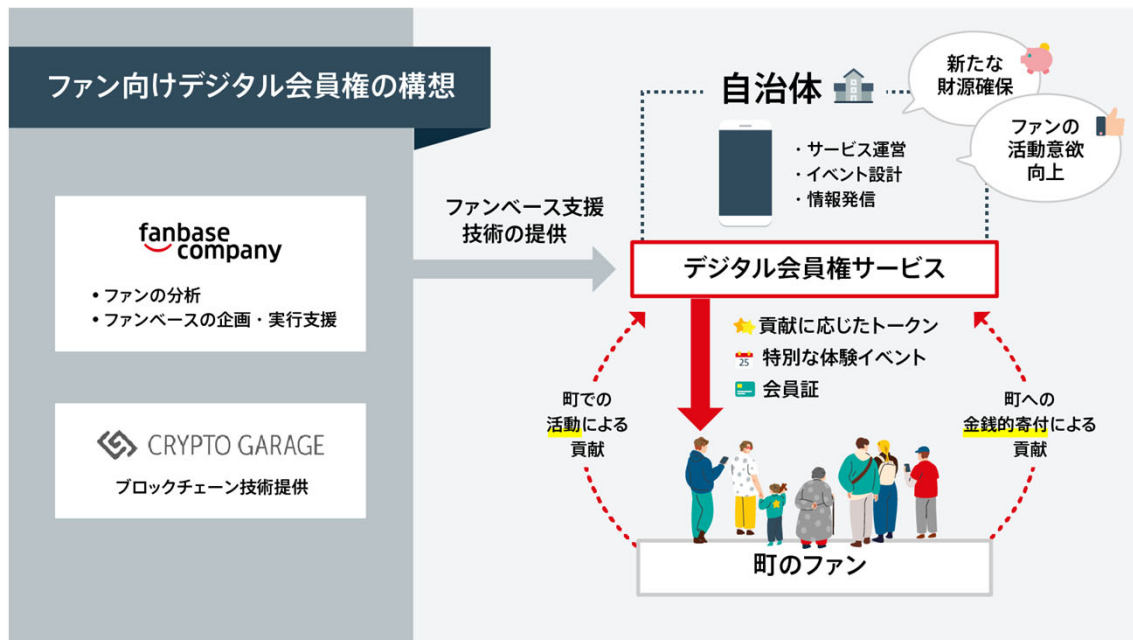 ファン向けデジタル会員権の構想
fanbase
company
• ファンの分析
• ファンベースの企画・実行支援
CRYPTO GARAGE
ブロックチェーン技術提供
ファンベース支援
技術の提供
自治体
・サービス運営
・イベント設計
・情報発信
新たな
財源確保
ファンの
活動意欲
向上
デジタル会員権サービス
貢献に応じたトークン
25
特別な体験イベント
会員証
町での
活動による
貢献
町への
金銭的寄付による
貢献
町のファン